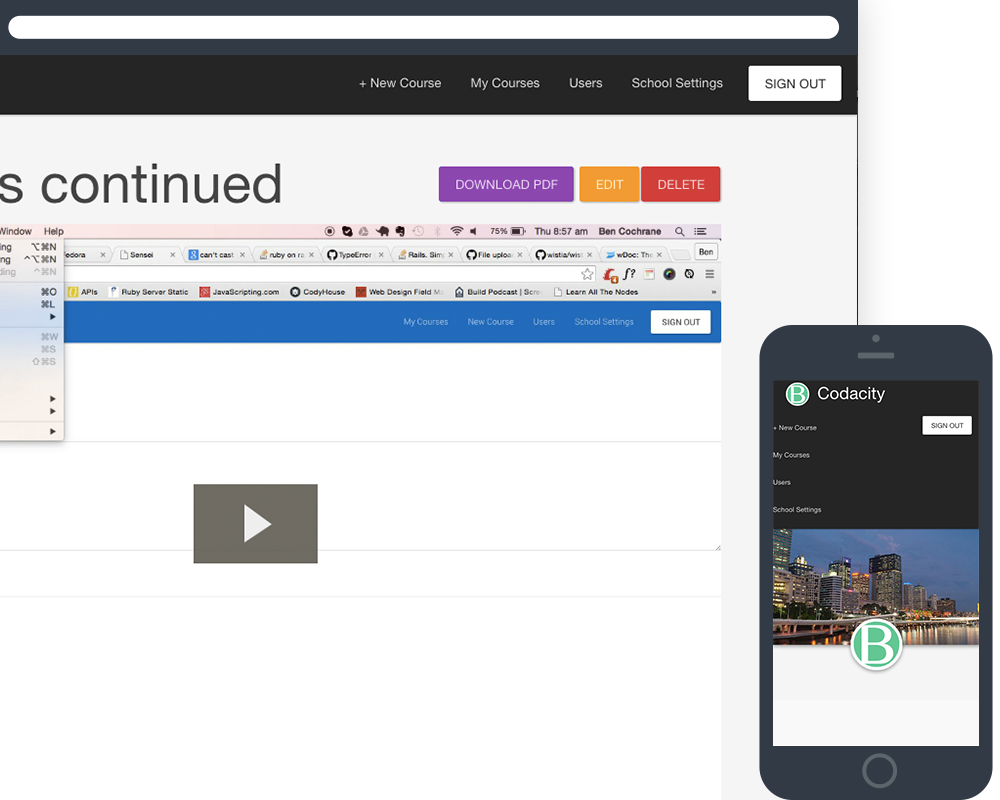 + New Course My Courses Users School Settings SIGN OUT
s continued
DOWNLOAD PDF EDIT DELETE
Window Help 75% Thu 8:57 am Ben Cochrane
ing ⌥⌘N
ng ^⌥⌘N
ding ^⌘N
⌘O
⌘L
⌘W
⌘S
⇧⌘S
edora Sensei can't cast ruby on ra TypeError Rails. Sim File uploa wistia/wist wDoc: The Ben
f?
APIs Ruby Server Static JavaScripting.com CodyHouse Web Design Field Ma Build Podcast | Scre Learn All The Nodes »
My Courses New Course Users School Settings SIGN OUT
B Codacity
+ New Course SIGN OUT
My Courses
Users
School Settings
B